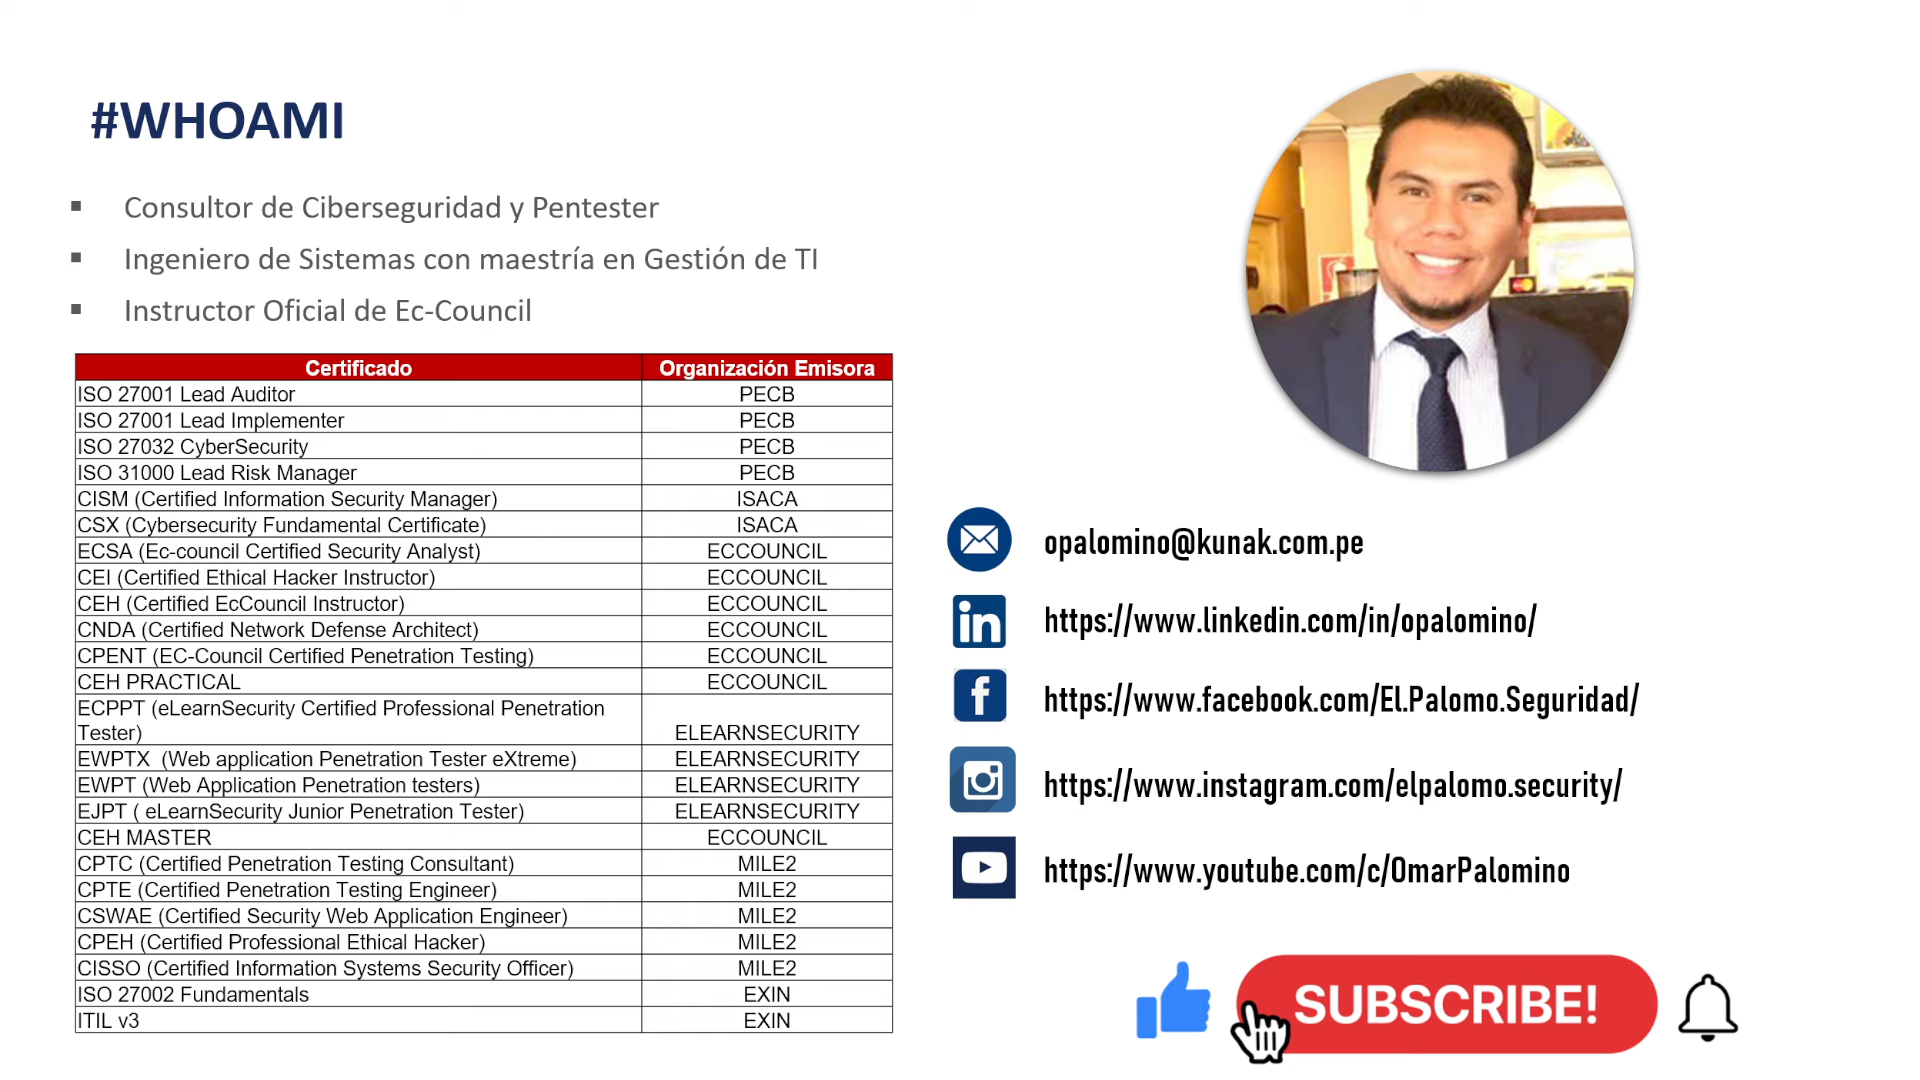 #WHOAMI
▪ Consultor de Ciberseguridad y Pentester
▪ Ingeniero de Sistemas con maestría en Gestión de TI
▪ Instructor Oficial de Ec-Council
Certificado Organización Emisora
ISO 27001 Lead Auditor PECB
ISO 27001 Lead Implementer PECB
ISO 27032 CyberSecurity PECB
ISO 31000 Lead Risk Manager PECB
CISM (Certified Information Security Manager) ISACA
CSX (Cybersecurity Fundamental Certificate) ISACA
ECSA (Ec-council Certified Security Analyst) ECCOUNCIL
CEI (Certified Ethical Hacker Instructor) ECCOUNCIL
CEH (Certified EcCouncil Instructor) ECCOUNCIL
CNDA (Certified Network Defense Architect) ECCOUNCIL
CPENT (EC-Council Certified Penetration Testing) ECCOUNCIL
CEH PRACTICAL ECCOUNCIL
ECPPT (eLearnSecurity Certified Professional Penetration
Tester) ELEARNSECURITY
EWPTX (Web application Penetration Tester eXtreme) ELEARNSECURITY
EWPT (Web Application Penetration testers) ELEARNSECURITY
EJPT ( eLearnSecurity Junior Penetration Tester) ELEARNSECURITY
CEH MASTER ECCOUNCIL
CPTC (Certified Penetration Testing Consultant) MILE2
CPTE (Certified Penetration Testing Engineer) MILE2
CSWAE (Certified Security Web Application Engineer) MILE2
CPEH (Certified Professional Ethical Hacker) MILE2
CISSO (Certified Information Systems Security Officer) MILE2
ISO 27002 Fundamentals EXIN
ITIL v3 EXIN
opalomino@kunak.com.pe
in https://www.linkedin.com/in/opalomino/
f https://www.facebook.com/El.Palomo.Seguridad/
https://www.instagram.com/elpalomo.security/
https://www.youtube.com/c/OmarPalomino
SUBSCRIBE!